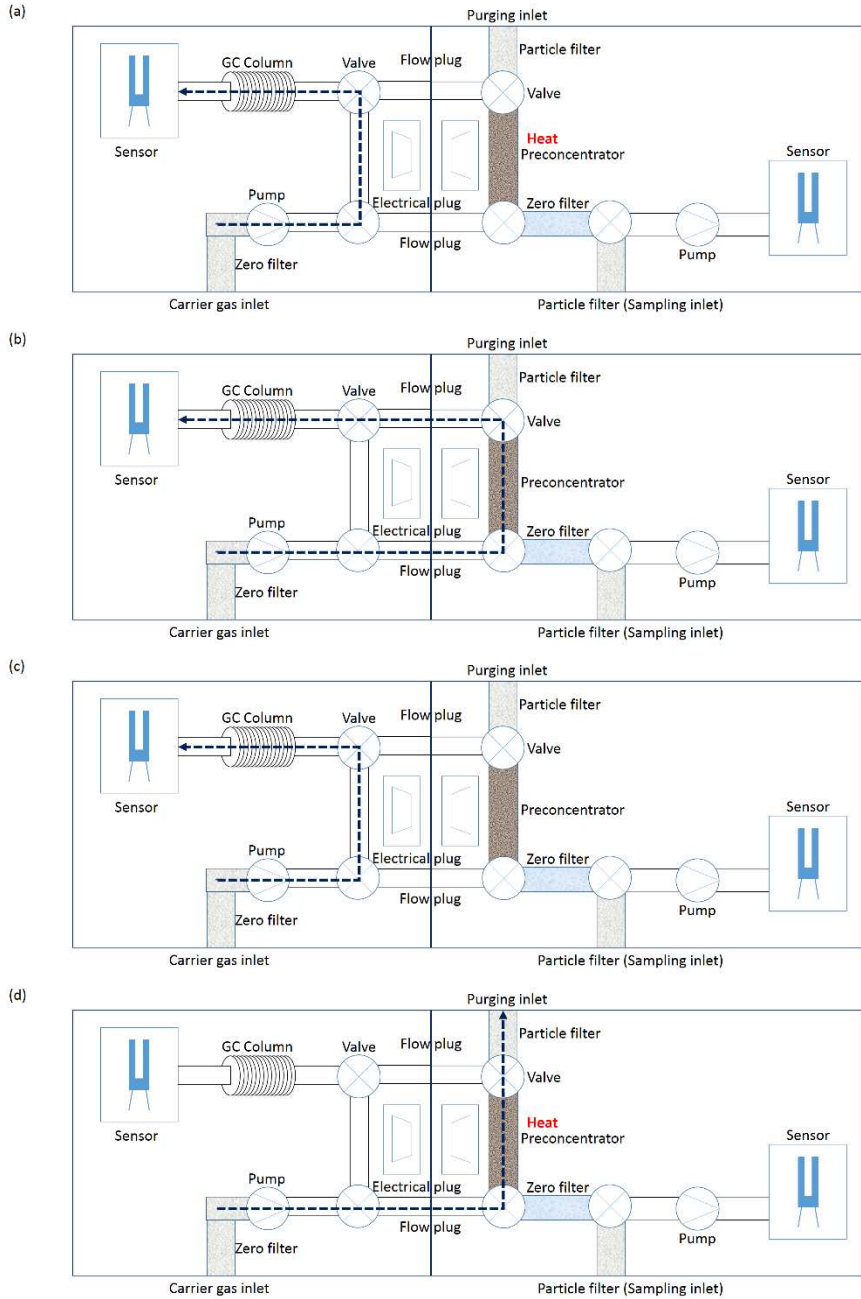 (a)
Purging inlet
GC Column
Valve
Flow plug
Particle filter
Valve
Heat
Preconcentrator
Sensor
Sensor
Pump
Electrical plug
Zero filter
Zero filter
Flow plug
Pump
Carrier gas inlet
Particle filter (Sampling inlet)
(b)
Purging inlet
GC Column
Valve
Flow plug
Particle filter
Valve
Sensor
Preconcentrator
Sensor
Pump
Electrical plug
Zero filter
Zero filter
Flow plug
Pump
Carrier gas inlet
Particle filter (Sampling inlet)
(c)
Purging inlet
GC Column
Valve
Flow plug
Particle filter
Valve
Sensor
Preconcentrator
Sensor
Pump
Electrical plug
Zero filter
Zero filter
Flow plug
Pump
Carrier gas inlet
Particle filter (Sampling inlet)
(d)
Purging inlet
GC Column
Valve
Flow plug
Particle filter
Valve
Heat
Preconcentrator
Sensor
Sensor
Pump
Electrical plug
Zero filter
Zero filter
Flow plug
Pump
Carrier gas inlet
Particle filter (Sampling inlet)